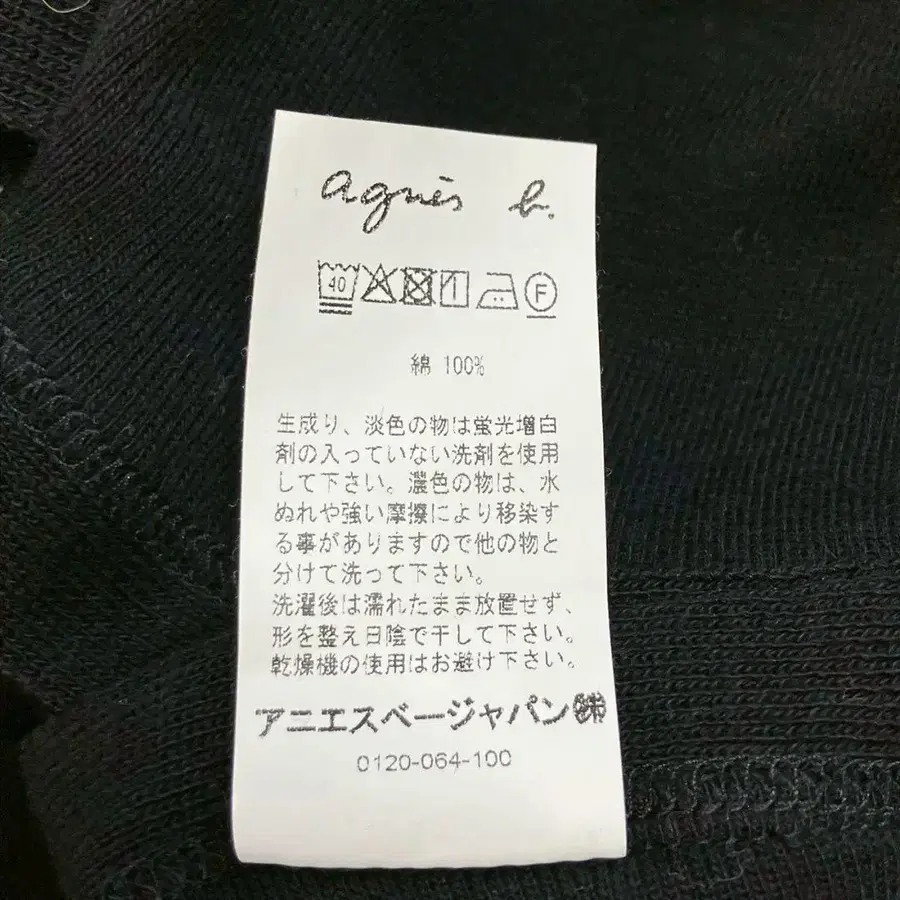 agnès b.
40 F
綿 100%
生成り、淡色の物は蛍光増白
剤の入っていない洗剤を使用
して下さい。濃色の物は、水
ぬれや強い摩擦により移染す
る事がありますので他の物と
分けて洗って下さい。
洗濯後は濡れたまま放置せず、
形を整え日陰で干して下さい。
乾燥機の使用はお避け下さい。
アニエスベージャパン㈱
0120-064-100